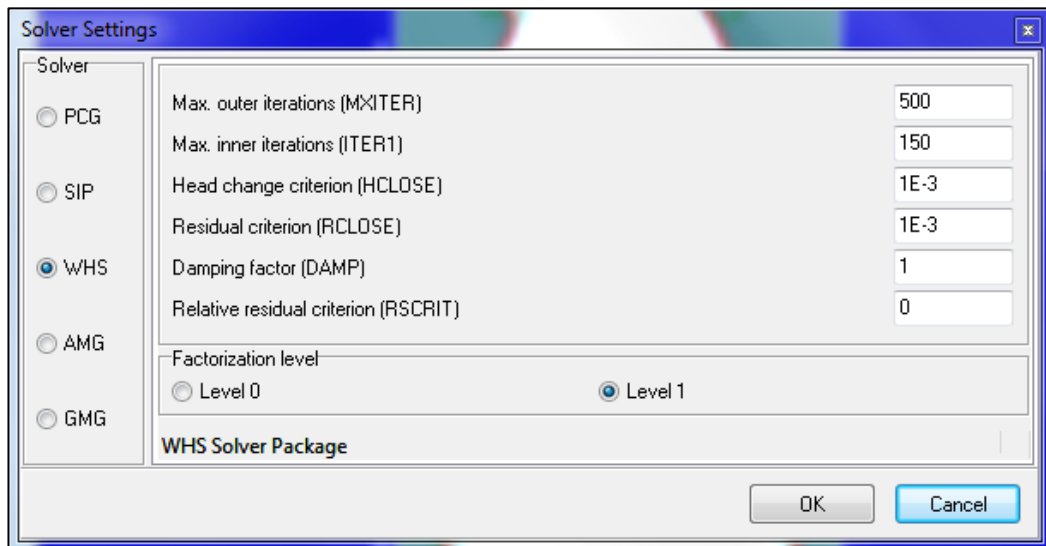 Solver Settings
Solver
PCG
SIP
WHS
AMG
GMG
Max. outer iterations (MXITER) 500
Max. inner iterations (ITER1) 150
Head change criterion (HCLOSE) 1E-3
Residual criterion (RCLOSE) 1E-3
Damping factor (DAMP) 1
Relative residual criterion (RSCRIT) 0
Factorization level
Level 0 Level 1
WHS Solver Package
OK Cancel